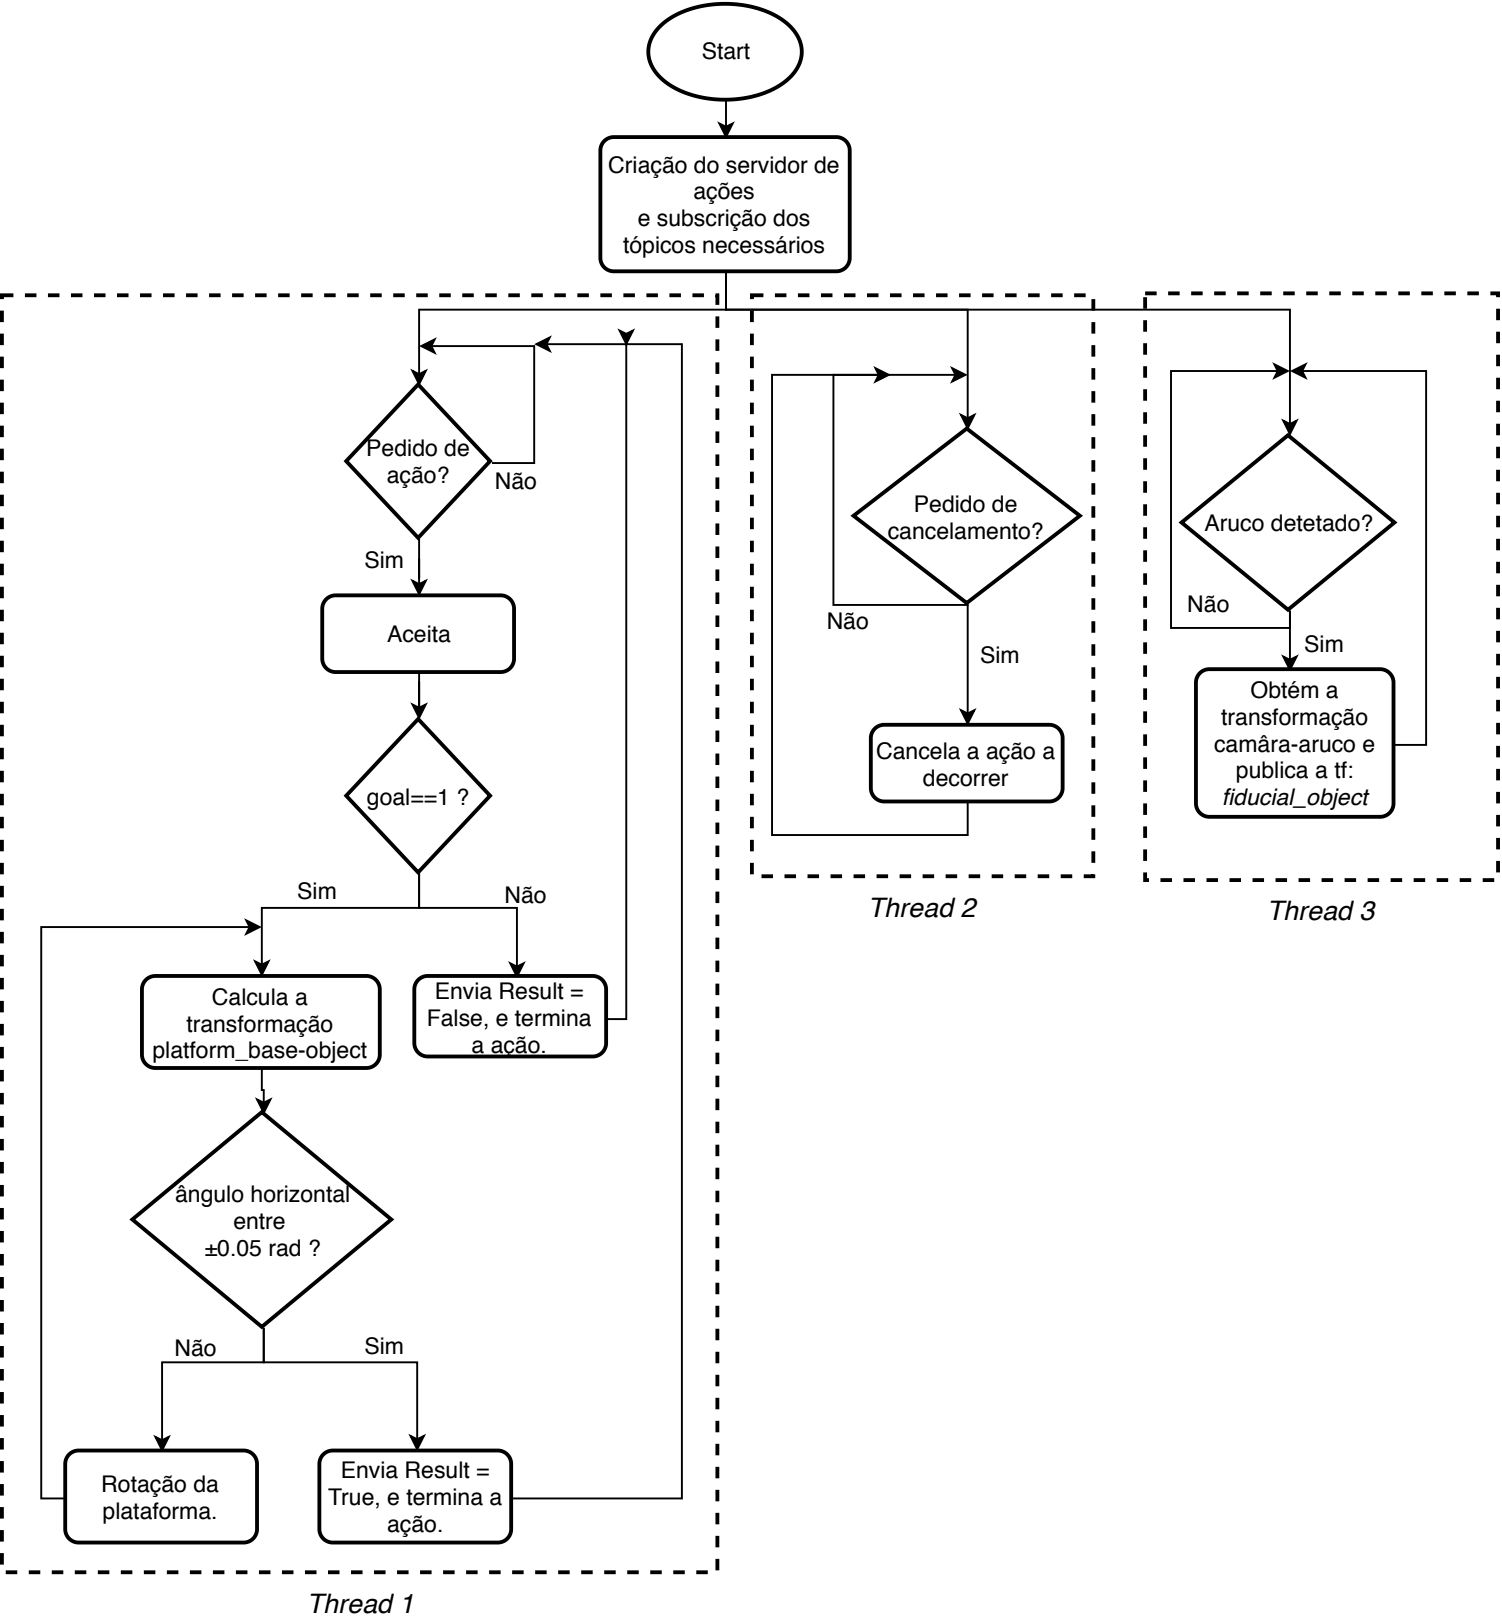 Start
Criação do servidor de
ações
e subscrição dos
tópicos necessários
Pedido de
ação?
Não
Sim
Aceita
goal==1 ?
Sim
Não
Calcula a
transformação
platform_base-object
Envia Result =
False, e termina
a ação.
ângulo horizontal
entre
±0.05 rad ?
Não
Sim
Rotação da
plataforma.
Envia Result =
True, e termina a
ação.
Thread 1
Pedido de
cancelamento?
Não
Sim
Cancela a ação a
decorrer
Thread 2
Aruco detetado?
Não
Sim
Obtém a
transformação
camâra-aruco e
publica a tf:
fiducial_object
Thread 3